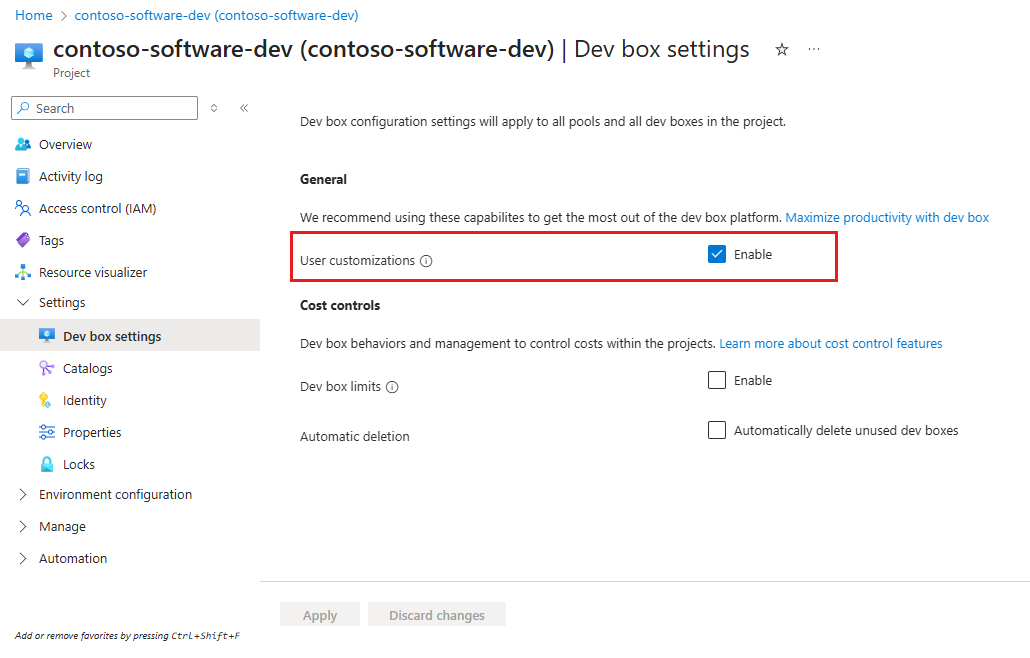 Home > contoso-software-dev (contoso-software-dev)
contoso-software-dev (contoso-software-dev) | Dev box settings
Project
Search
Overview
Activity log
Access control (IAM)
Tags
Resource visualizer
Settings
Dev box settings
Catalogs
Identity
Properties
Locks
Environment configuration
Manage
Automation
Add or remove favorites by pressing Ctrl+Shift+F
Dev box configuration settings will apply to all pools and all dev boxes in the project.
General
We recommend using these capabilites to get the most out of the dev box platform. Maximize productivity with dev box
User customizations Enable
Cost controls
Dev box behaviors and management to control costs within the projects. Learn more about cost control features
Dev box limits Enable
Automatic deletion Automatically delete unused dev boxes
Apply Discard changes